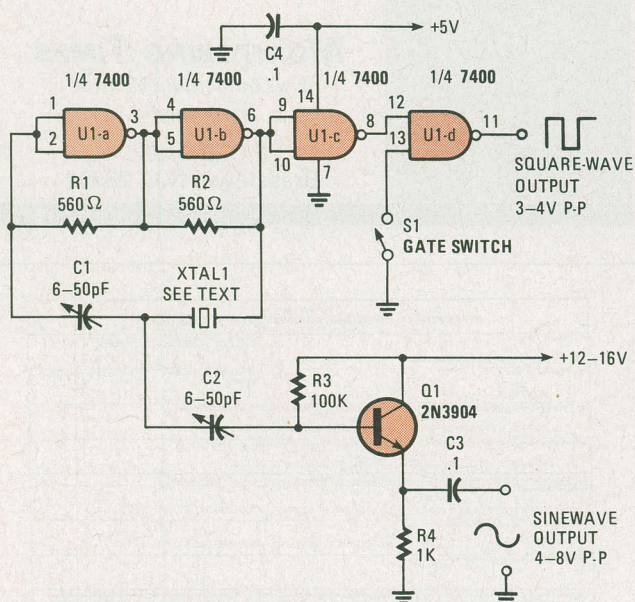 +5V
C4
.1
1/4 7400
1/4 7400
1/4 7400
1/4 7400
1
2
3
U1-a
4
5
6
U1-b
9
10
14
8
7
U1-c
12
13
11
U1-d
R1
560Ω
R2
560Ω
SQUARE-WAVE
OUTPUT
3–4V P-P
S1
GATE SWITCH
C1
6–50pF
XTAL1
SEE TEXT
+12–16V
C2
6–50pF
R3
100K
Q1
2N3904
C3
.1
R4
1K
SINEWAVE
OUTPUT
4–8V P-P